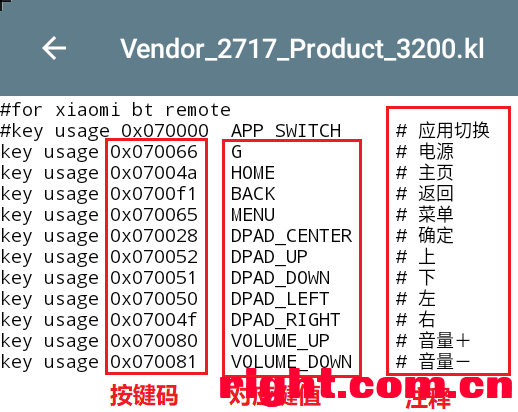 Vendor_2717_Product_3200.kl
#for xiaomi bt remote
#key usage 0x070000 APP_SWITCH # 应用切换
key usage 0x070066 G # 电源
key usage 0x07004a HOME # 主页
key usage 0x0700f1 BACK # 返回
key usage 0x070065 MENU # 菜单
key usage 0x070028 DPAD_CENTER # 确定
key usage 0x070052 DPAD_UP # 上
key usage 0x070051 DPAD_DOWN # 下
key usage 0x070050 DPAD_LEFT # 左
key usage 0x07004f DPAD_RIGHT # 右
key usage 0x070080 VOLUME_UP # 音量＋
key usage 0x070081 VOLUME_DOWN # 音量－
按键码 对应键值 注释
right.com.cn